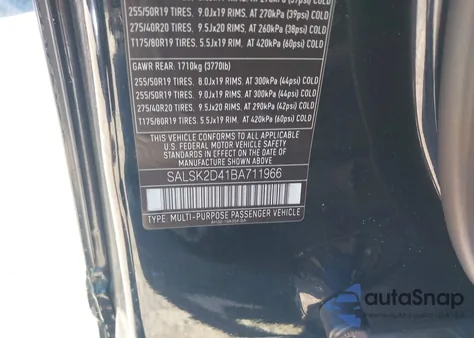 255/50R19 TIRES, 9.0Jx19 RIMS, AT 270kPa (39psi) COLD
275/40R20 TIRES, 9.5Jx20 RIMS, AT 260kPa (38psi) COLD
T175/80R19 TIRES, 5.5Jx19 RIM, AT 420kPa (60psi) COLD
GAWR REAR: 1710kg (3770lb)
255/50R19 TIRES, 8.0Jx19 RIMS, AT 300kPa (44psi) COLD
255/50R19 TIRES, 9.0Jx19 RIMS, AT 300kPa (44psi) COLD
275/40R20 TIRES, 9.5Jx20 RIMS, AT 290kPa (42psi) COLD
T175/80R19 TIRES, 5.5Jx19 RIM, AT 420kPa (60psi) COLD
THIS VEHICLE CONFORMS TO ALL APPLICABLE
U.S. FEDERAL MOTOR VEHICLE SAFETY
STANDARDS IN EFFECT ON THE DATE OF
MANUFACTURE SHOWN ABOVE.
SALSK2D41BA711966
TYPE: MULTI-PURPOSE PASSENGER VEHICLE
autoSnap